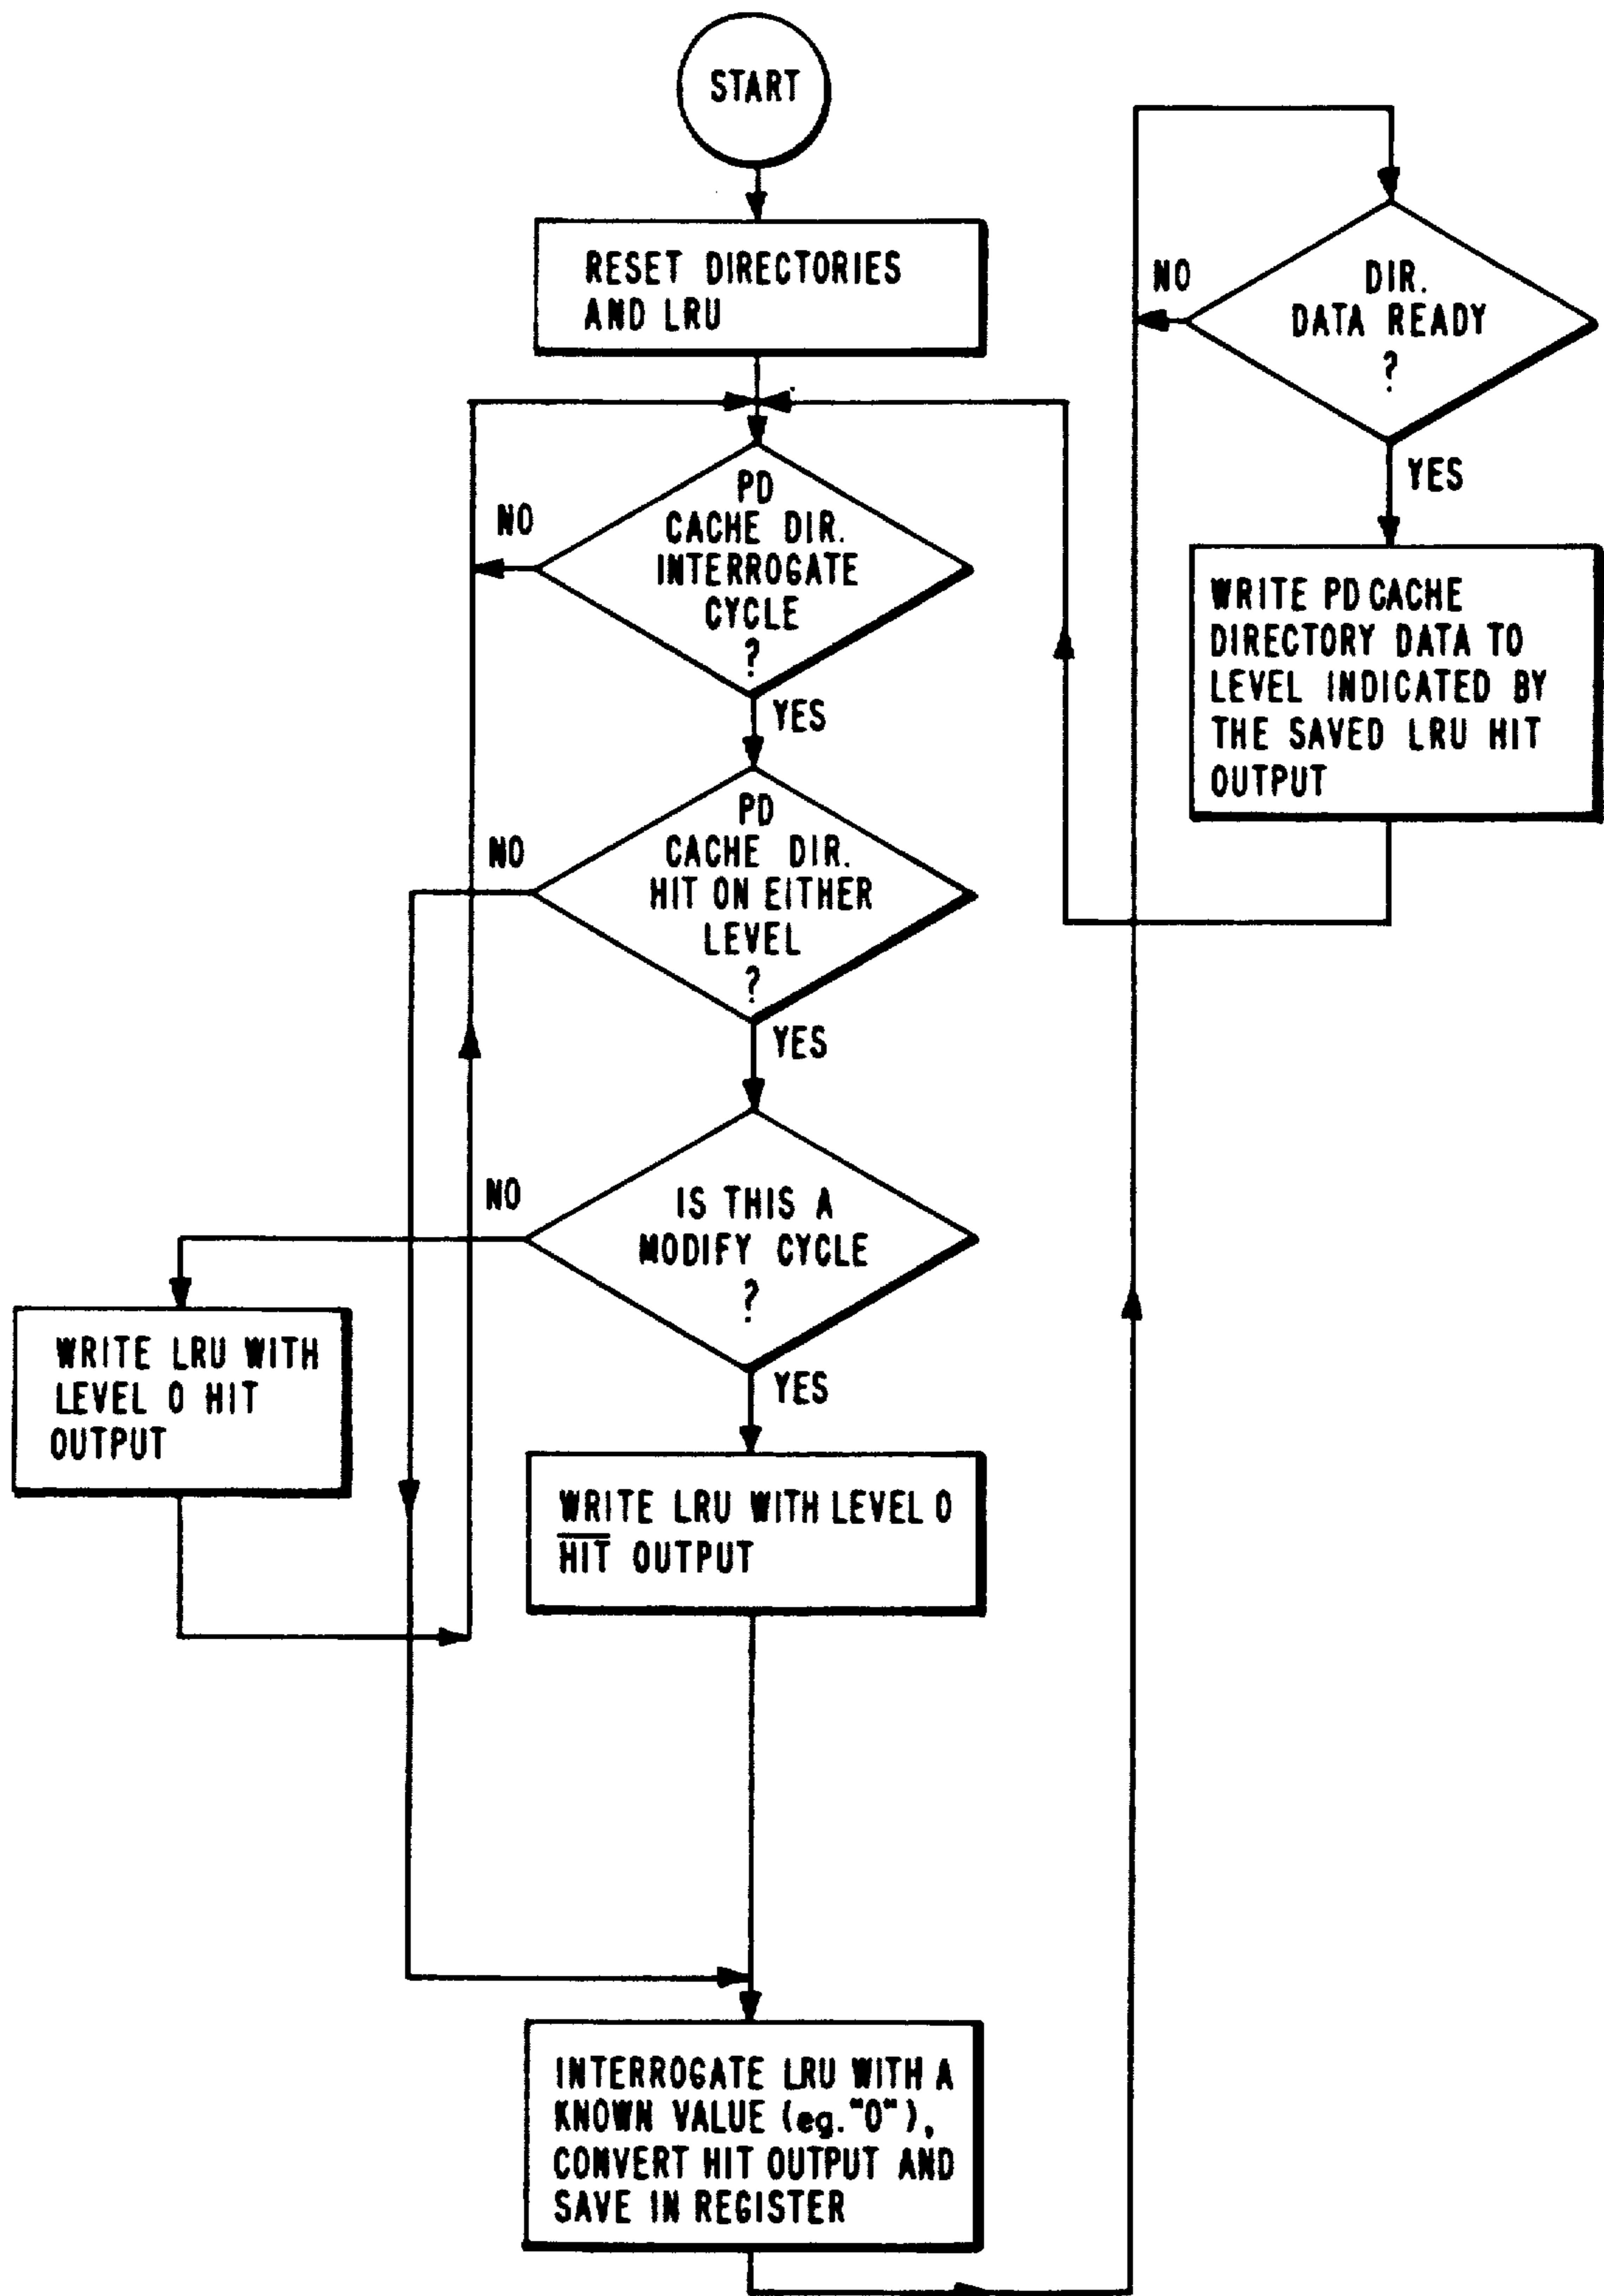 START
RESET DIRECTORIES
AND LRU
PD
CACHE DIR.
INTERROGATE
CYCLE
?
NO
YES
PD
CACHE DIR.
HIT ON EITHER
LEVEL
?
NO
YES
IS THIS A
MODIFY CYCLE
?
NO
YES
WRITE LRU WITH
LEVEL 0 HIT
OUTPUT
WRITE LRU WITH LEVEL 0
H̅I̅T̅ OUTPUT
INTERROGATE LRU WITH A
KNOWN VALUE (eg."0"),
CONVERT HIT OUTPUT AND
SAVE IN REGISTER
DIR.
DATA READY
?
NO
YES
WRITE PD CACHE
DIRECTORY DATA TO
LEVEL INDICATED BY
THE SAVED LRU HIT
OUTPUT